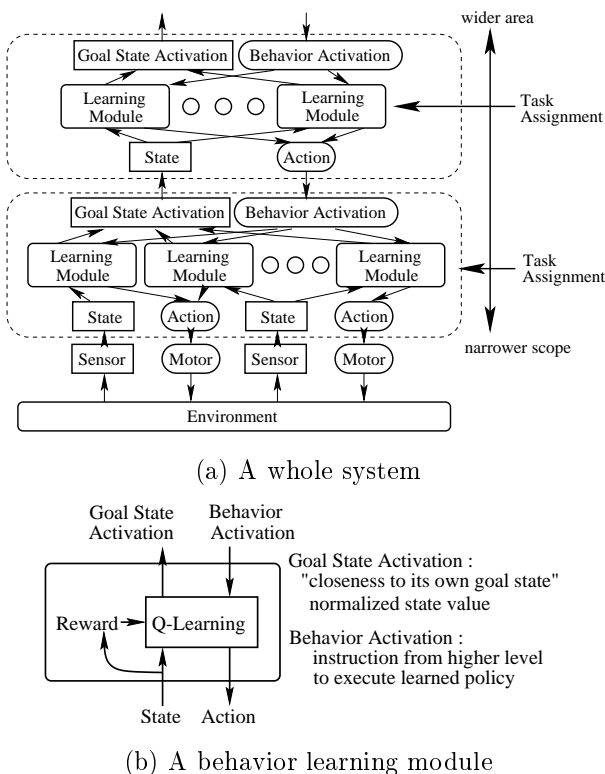 wider area
Goal State Activation
Behavior Activation
Learning
Module
Learning
Module
Task
Assignment
State
Action
Goal State Activation
Behavior Activation
Learning
Module
Learning
Module
Learning
Module
Task
Assignment
State
Action
State
Action
narrower scope
Sensor
Motor
Sensor
Motor
Environment
(a) A whole system
Goal State
Activation
Behavior
Activation
Reward
Q-Learning
State
Action
Goal State Activation :
"closeness to its own goal state"
normalized state value
Behavior Activation :
instruction from higher level
to execute learned policy
(b) A behavior learning module